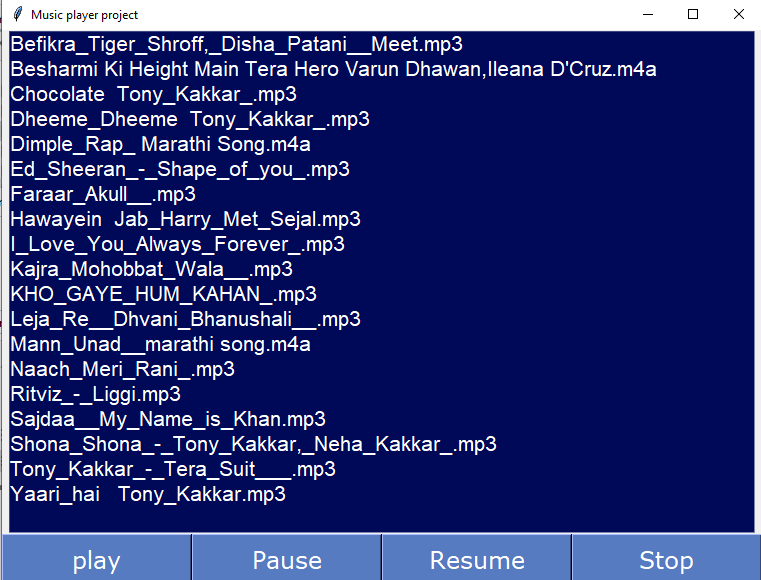 Music player project
Befikra_Tiger_Shroff,_Disha_Patani__Meet.mp3
Besharmi Ki Height Main Tera Hero Varun Dhawan,Ileana D'Cruz.m4a
Chocolate  Tony_Kakkar_.mp3
Dheeme_Dheeme  Tony_Kakkar_.mp3
Dimple_Rap_ Marathi Song.m4a
Ed_Sheeran_-_Shape_of_you_.mp3
Faraar_Akull__.mp3
Hawayein  Jab_Harry_Met_Sejal.mp3
I_Love_You_Always_Forever_.mp3
Kajra_Mohobbat_Wala__.mp3
KHO_GAYE_HUM_KAHAN_.mp3
Leja_Re__Dhvani_Bhanushali__.mp3
Mann_Unad__marathi song.m4a
Naach_Meri_Rani_.mp3
Ritviz_-_Liggi.mp3
Sajdaa__My_Name_is_Khan.mp3
Shona_Shona_-_Tony_Kakkar,_Neha_Kakkar_.mp3
Tony_Kakkar_-_Tera_Suit___.mp3
Yaari_hai   Tony_Kakkar.mp3
play Pause Resume Stop